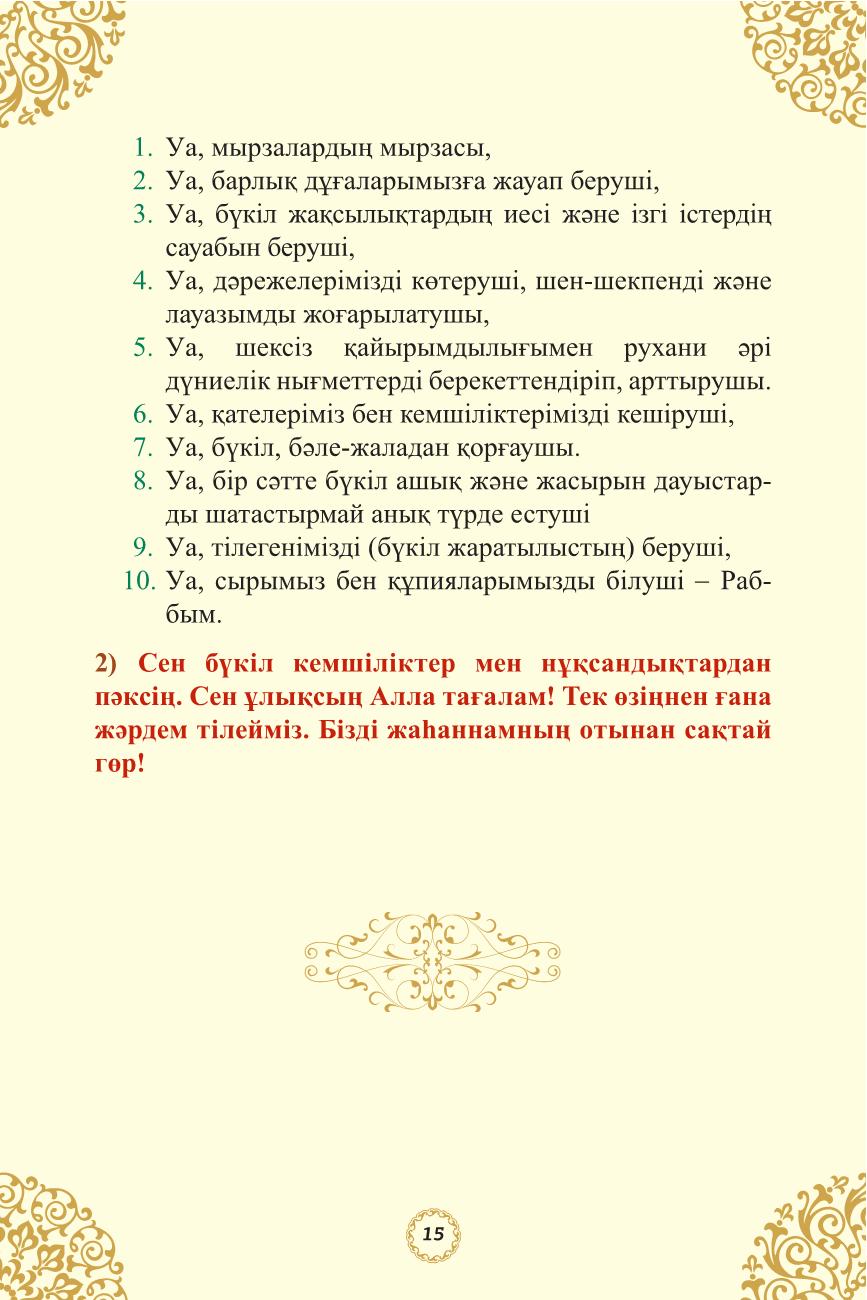 1. Уа, мырзалардың мырзасы,
2. Уа, барлық дұғаларымызға жауап беруші,
3. Уа, бүкіл жақсылықтардың иесі және ізгі істердің
сауабын беруші,
4. Уа, дәрежелерімізді көтеруші, шен-шекпенді және
лауазымды жоғарылатушы,
5. Уа, шексіз қайырымдылығымен рухани әрі
дүниелік нығметтерді берекеттендіріп, арттырушы.
6. Уа, қателеріміз бен кемшіліктерімізді кешіруші,
7. Уа, бүкіл, бәле-жаладан қорғаушы.
8. Уа, бір сәтте бүкіл ашық және жасырын дауыстар-
ды шатастырмай анық түрде естуші
9. Уа, тілегенімізді (бүкіл жаратылыстың) беруші,
10. Уа, сырымыз бен құпияларымызды білуші – Раб-
бым.
2) Сен бүкіл кемшіліктер мен нұқсандықтардан
пәксің. Сен ұлықсың Алла тағалам! Тек өзіңнен ғана
жәрдем тілейміз. Бізді жаһаннамның отынан сақтай
гөр!
15